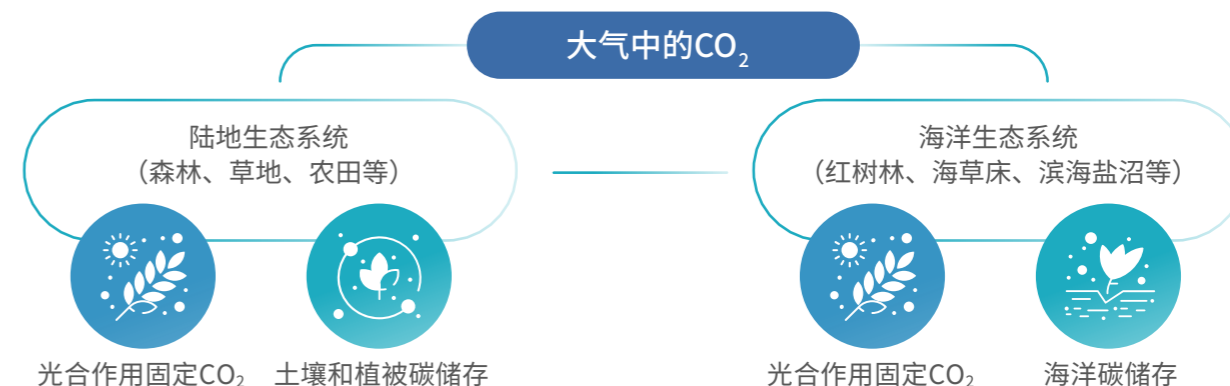 大气中的CO₂
陆地生态系统
（森林、草地、农田等）
海洋生态系统
（红树林、海草床、滨海盐沼等）
光合作用固定CO₂
土壤和植被碳储存
光合作用固定CO₂
海洋碳储存